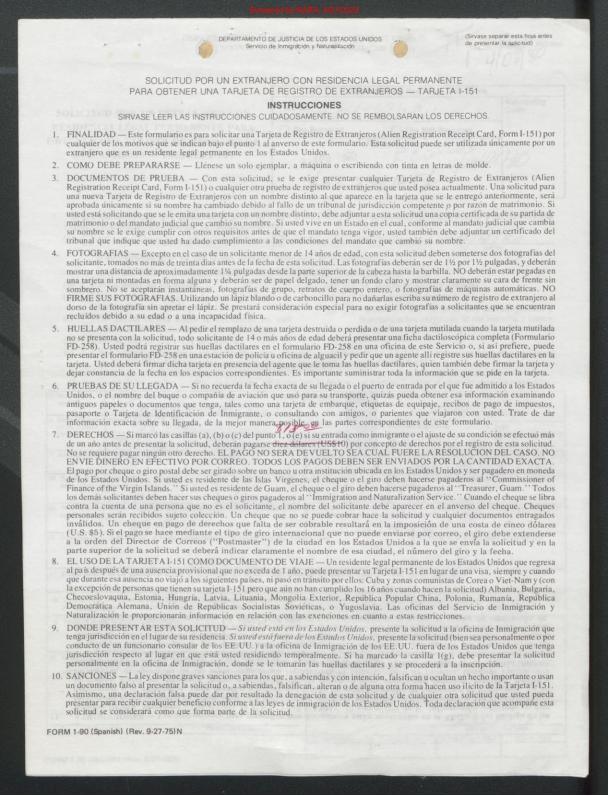 DEPARTAMENTO DE JUSTICIA DE LOS ESTADOS UNIDOS
Servicio de Inmigración y Naturalización
(Sírvase separar esta hoja antes
de presentar la solicitud)
SOLICITUD POR UN EXTRANJERO CON RESIDENCIA LEGAL PERMANENTE
PARA OBTENER UNA TARJETA DE REGISTRO DE EXTRANJEROS — TARJETA I-151
INSTRUCCIONES
SIRVASE LEER LAS INSTRUCCIONES CUIDADOSAMENTE. NO SE REMBOLSARAN LOS DERECHOS.
1. FINALIDAD — Este formulario es para solicitar una Tarjeta de Registro de Extranjeros (Alien Registration Receipt Card, Form I-151) por
cualquier de los motivos que se indican bajo el punto 1 al anverso de este formulario. Esta solicitud puede ser utilizada únicamente por un
extranjero que es un residente legal permanente en los Estados Unidos.
2. COMO DEBE PREPARARSE — Llénese un solo ejemplar, a máquina o escribiendo con tinta en letras de molde.
3. DOCUMENTOS DE PRUEBA — Con esta solicitud, se le exige presentar cualquier Tarjeta de Registro de Extranjeros (Alien
Registration Receipt Card, Form I-151) o cualquier otra prueba de registro de extranjeros que usted posea actualmente. Una solicitud para
una nueva Tarjeta de Registro de Extranjeros con un nombre distinto al que aparece en la tarjeta que se le entregó anteriormente, será
aprobada únicamente si su nombre ha cambiado debido al fallo de un tribunal de jurisdicción competente o por razón de matrimonio. Si
usted está solicitando que se le emita una tarjeta con un nombre distinto, debe adjuntar a esta solicitud una copia certificada de su partida de
matrimonio o del mandato judicial que cambió su nombre. Si usted vive en un Estado en el cual, conforme al mandato judicial que cambia
su nombre se le exige cumplir con otros requisitos antes de que el mandato tenga vigor, usted también debe adjuntar un certificado del
tribunal que indique que usted ha dado cumplimiento a las condiciones del mandato que cambió su nombre.
4. FOTOGRAFIAS — Excepto en el caso de un solicitante menor de 14 años de edad, con esta solicitud deben someterse dos fotografías del
solicitante, tomados no más de treinta días antes de la fecha de esta solicitud. Las fotografías deberán ser de 1½ por 1½ pulgadas, y deberán
mostrar una distancia de aproximadamente 1¼ pulgadas desde la parte superior de la cabeza hasta la barbilla. NO deberán estar pegadas en
una tarjeta ni montadas en forma alguna y deberán ser de papel delgado, tener un fondo claro y mostrar claramente su cara de frente sin
sombrero. No se aceptarán instantáneas, fotografías de grupo, retratos de cuerpo entero, o fotografías de máquinas automáticas. NO
FIRME SUS FOTOGRAFIAS. Utilizando un lápiz blando o de carboncillo para no dañarlas escriba su número de registro de extranjero al
dorso de la fotografía sin apretar el lápiz. Se prestará consideración especial para no exigir fotografías a solicitantes que se encuentran
recluídos debido a su edad o a una incapacidad física.
5. HUELLAS DACTILARES — Al pedir el remplazo de una tarjeta destruida o perdida o de una tarjeta mutilada cuando la tarjeta mutilada
no se presenta con la solicitud, todo solicitante de 14 o más años de edad deberá presentar una ficha dactiloscópica completa (Formulario
FD-258). Usted podrá registrar sus huellas dactilares en el formulario FD-258 en una oficina de este Servicio o, si así prefiere, puede
presentar el formulario FD-258 en una estación de policía u oficina de alguacil y pedir que un agente allí registre sus huellas dactilares en la
tarjeta. Usted deberá firmar dicha tarjeta en presencia del agente que le toma las huellas dactilares, quien también debe firmar la tarjeta y
dejar constancia de la fecha en los espacios correspondientes. Es importante suministrar toda la información que se pide en la tarjeta.
6. PRUEBAS DE SU LLEGADA — Si no recuerda la fecha exacta de su llegada o el puerto de entrada por el que fue admitido a los Estados
Unidos, o el nombre del buque o compañía de aviación que usó para su transporte, quizás pueda obtener esa información examinando
antiguos papeles o documentos que tenga, tales como una tarjeta de embarque, etiquetas de equipaje, recibos de pago de impuestos,
pasaporte o Tarjeta de Identificación de Inmigrante, o consultando con amigos, o parientes que viajaron con usted. Trate de dar
información exacta sobre su llegada, de la mejor manera posible, en las partes correspondientes de este formulario.
7. DERECHOS — Si marcó las casillas (a), (b) o (c) del punto 1, o (e) si su entrada como inmigrante o el ajuste de su condición se efectuó más
de un año antes de presentar la solicitud, deberán pagarse diez dólares (US$10) por concepto de derechos por el registro de esta solicitud.
No se requiere pagar ningún otro derecho. EL PAGO NO SERA DEVUELTO SEA CUAL FUERE LA RESOLUCION DEL CASO. NO
ENVIE DINERO EN EFECTIVO POR CORREO. TODOS LOS PAGOS DEBEN SER ENVIADOS POR LA CANTIDAD EXACTA.
El pago por cheque o giro postal debe ser girado sobre un banco u otra institución ubicada en los Estados Unidos y ser pagadero en moneda
de los Estados Unidos. Si usted es residente de las Islas Vírgenes, el cheque o el giro deben hacerse pagaderos al "Commissioner of
Finance of the Virgin Islands." Si usted es residente de Guam, el cheque o el giro deben hacerse pagaderos al "Treasurer, Guam." Todos
los demás solicitantes deben hacer sus cheques o giros pagaderos al "Immigration and Naturalization Service." Cuando el cheque se libra
contra la cuenta de una persona que no es el solicitante, el nombre del solicitante debe aparecer en el anverso del cheque. Cheques
personales serán recibidos sujeto colección. Un cheque que no se puede cobrar hace la solicitud y cualquier documentos entregados
inválidos. Un cheque en pago de derechos que falta de ser cobrable resultará en la imposición de una costa de cinco dólares
(U.S. $5). Si el pago se hace mediante el tipo de giro internacional que no puede enviarse por correo, el giro debe extenderse
a la orden del Director de Correos ("Postmaster") de la ciudad en los Estados Unidos a la que se envía la solicitud y en la
parte superior de la solicitud se deberá indicar claramente el nombre de esa ciudad, el número del giro y la fecha.
8. EL USO DE LA TARJETA I-151 COMO DOCUMENTO DE VIAJE — Un residente legal permanente de los Estados Unidos que regresa
al país después de una ausencia provisional que no exceda de 1 año, puede presentar su Tarjeta I-151 en lugar de una visa, siempre y cuando
que durante esa ausencia no viajó a los siguientes países, ni pasó en tránsito por ellos: Cuba y zonas comunistas de Corea o Viet-Nam y (con
la excepción de personas que tienen su tarjeta I-151 pero que aún no han cumplido los 16 años cuando hacen la solicitud) Albania, Bulgaria,
Checoeslovaquia, Estonia, Hungría, Latvia, Lituania, Mongolia Exterior, República Popular China, Polonia, Rumania, República
Democrática Alemana, Unión de Repúblicas Socialistas Soviéticas, o Yugoslavia. Las oficinas del Servicio de Inmigración y
Naturalización le proporcionarán información en relación con las exenciones en cuanto a estas restricciones.
9. DONDE PRESENTAR ESTA SOLICITUD — Si usted está en los Estados Unidos, presente la solicitud a la oficina de Inmigración que
tenga jurisdicción en el lugar de su residencia. Si usted está fuera de los Estados Unidos, presente la solicitud (bien sea personalmente o por
conducto de un funcionario consular de los EE.UU.) a la oficina de Inmigración de los EE.UU. fuera de los Estados Unidos que tenga
jurisdicción respecto al lugar en que está usted residiendo temporalmente. Si ha marcado la casilla 1(g), debe presentar la solicitud
personalmente en la oficina de Inmigración, donde se le tomarán las huellas dactilares y se procederá a la inscripción.
10. SANCIONES — La ley dispone graves sanciones para los que, a sabiendas y con intención, falsifican u ocultan un hecho importante o usan
un documento falso al presentar la solicitud o, a sabiendas, falsifican, alteran o de alguna otra forma hacen uso ilícito de la Tarjeta I-151.
Asimismo, una declaración falsa puede dar por resultado la denegación de esta solicitud y de cualquier otra solicitud que usted pueda
presentar para recibir cualquier beneficio conforme a las leyes de inmigración de los Estados Unidos. Toda declaración que acompañe esta
solicitud se considerará como que forma parte de la solicitud.
FORM I-90 (Spanish) (Rev. 9-27-75)N